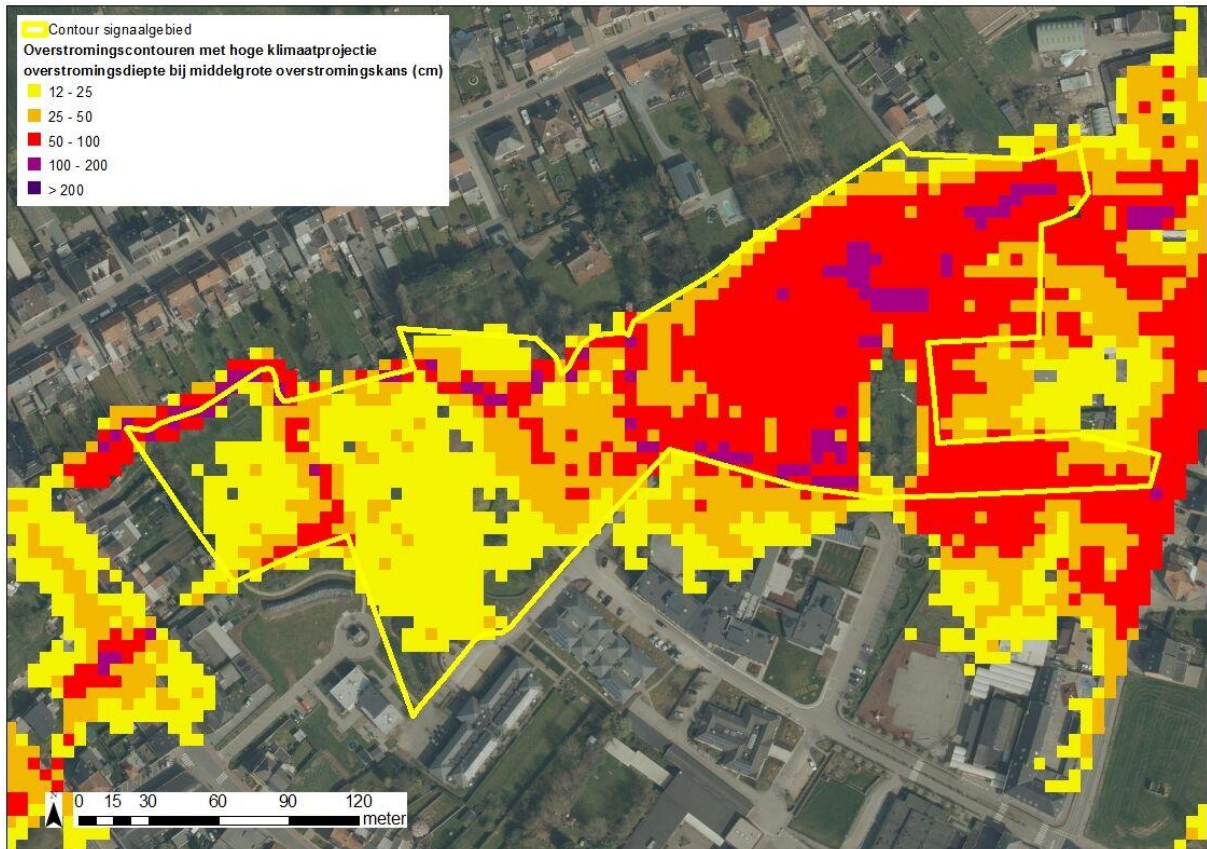 Contour signaalgebied
Overstromingscontouren met hoge klimaatprojectie
overstromingsdiepte bij middelgrote overstromingskans (cm)
12 - 25
25 - 50
50 - 100
100 - 200
> 200
N
0 15 30 60 90 120
meter